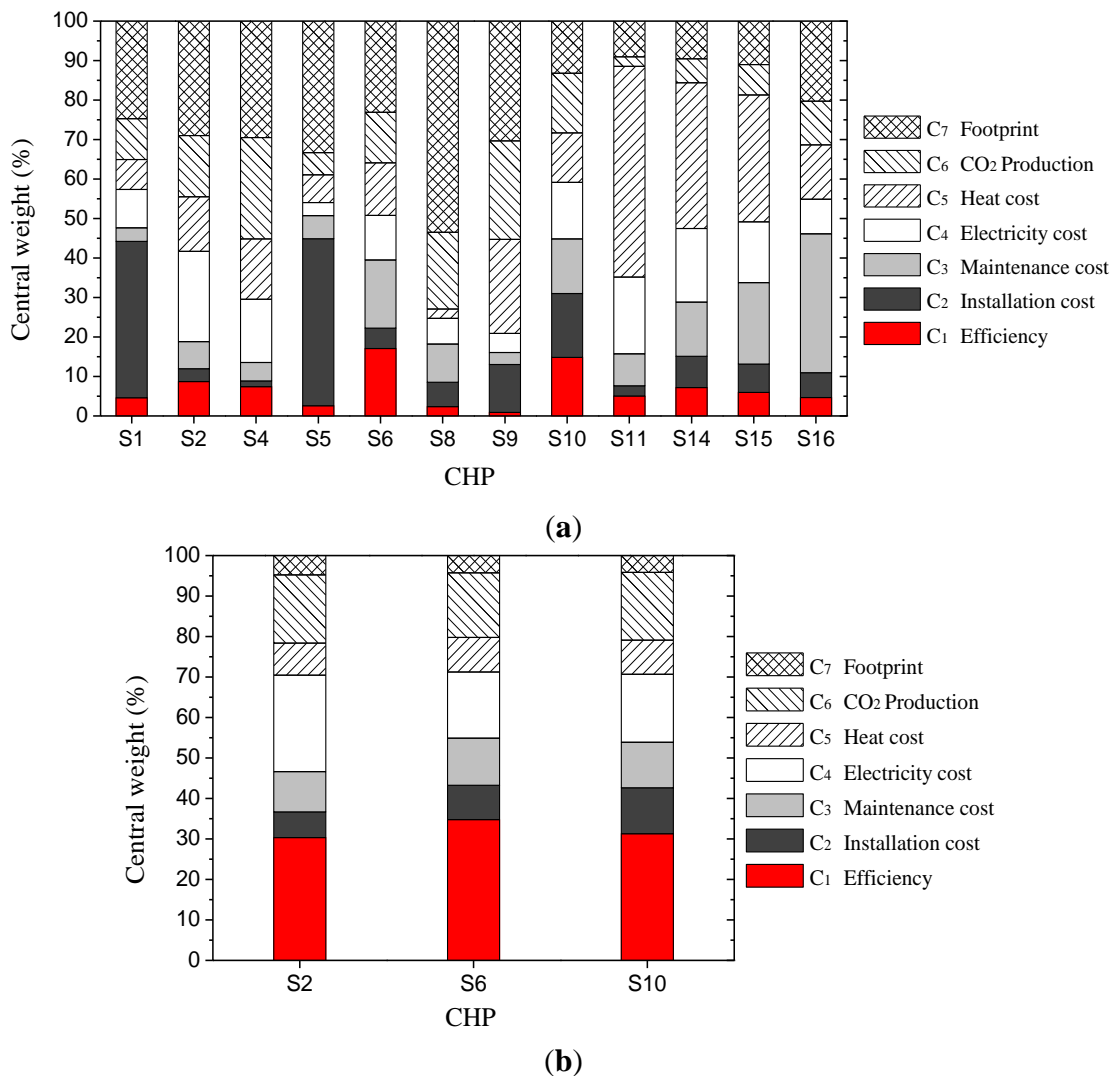 100
90
80
70
60
50
40
30
20
10
0
Central weight (%)
S1 S2 S4 S5 S6 S8 S9 S10 S11 S14 S15 S16
CHP
C7 Footprint
C6 CO2 Production
C5 Heat cost
C4 Electricity cost
C3 Maintenance cost
C2 Installation cost
C1 Efficiency
(a)
100
90
80
70
60
50
40
30
20
10
0
Central weight (%)
S2 S6 S10
CHP
C7 Footprint
C6 CO2 Production
C5 Heat cost
C4 Electricity cost
C3 Maintenance cost
C2 Installation cost
C1 Efficiency
(b)